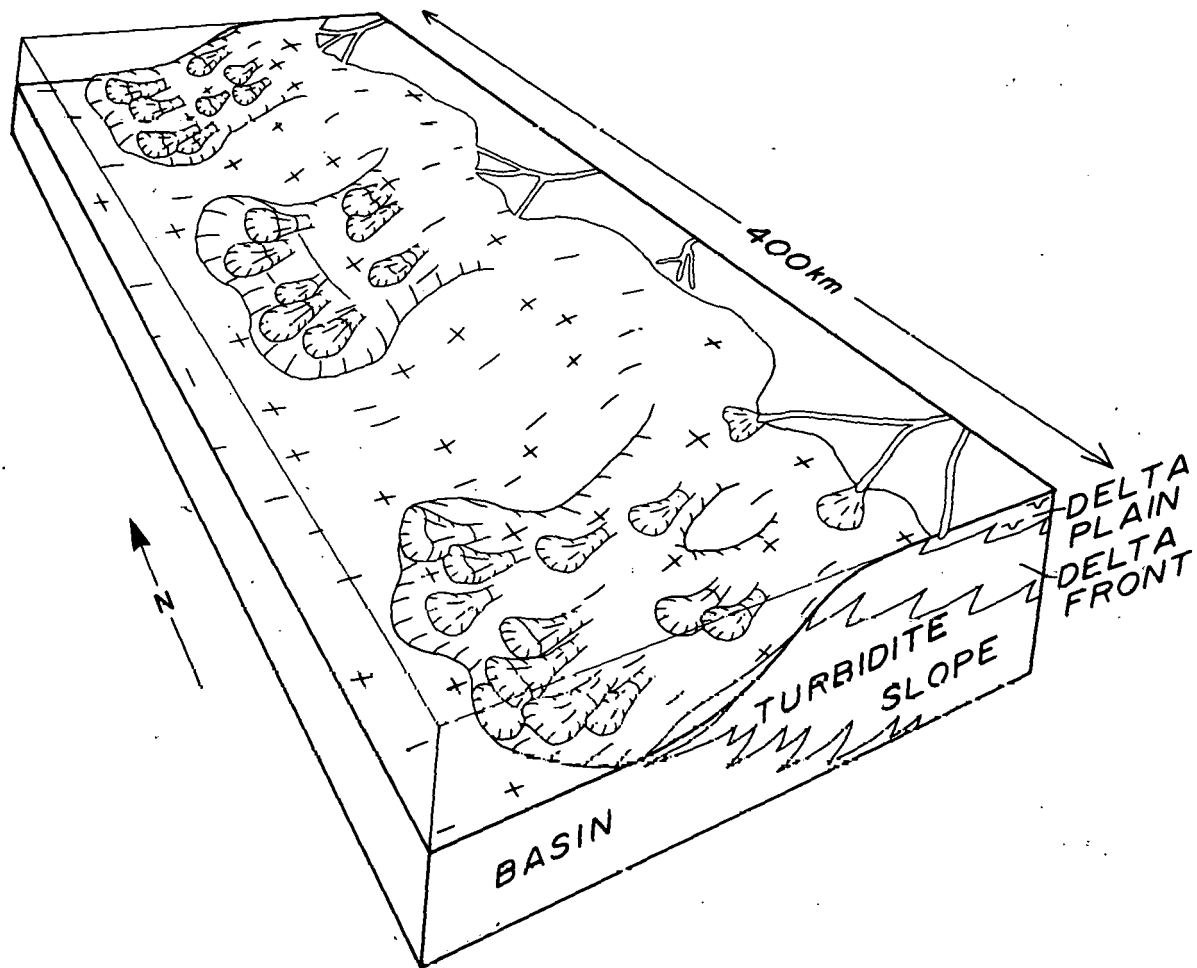 400km
N
DELTA
PLAIN
DELTA
FRONT
TURBIDITE
SLOPE
BASIN